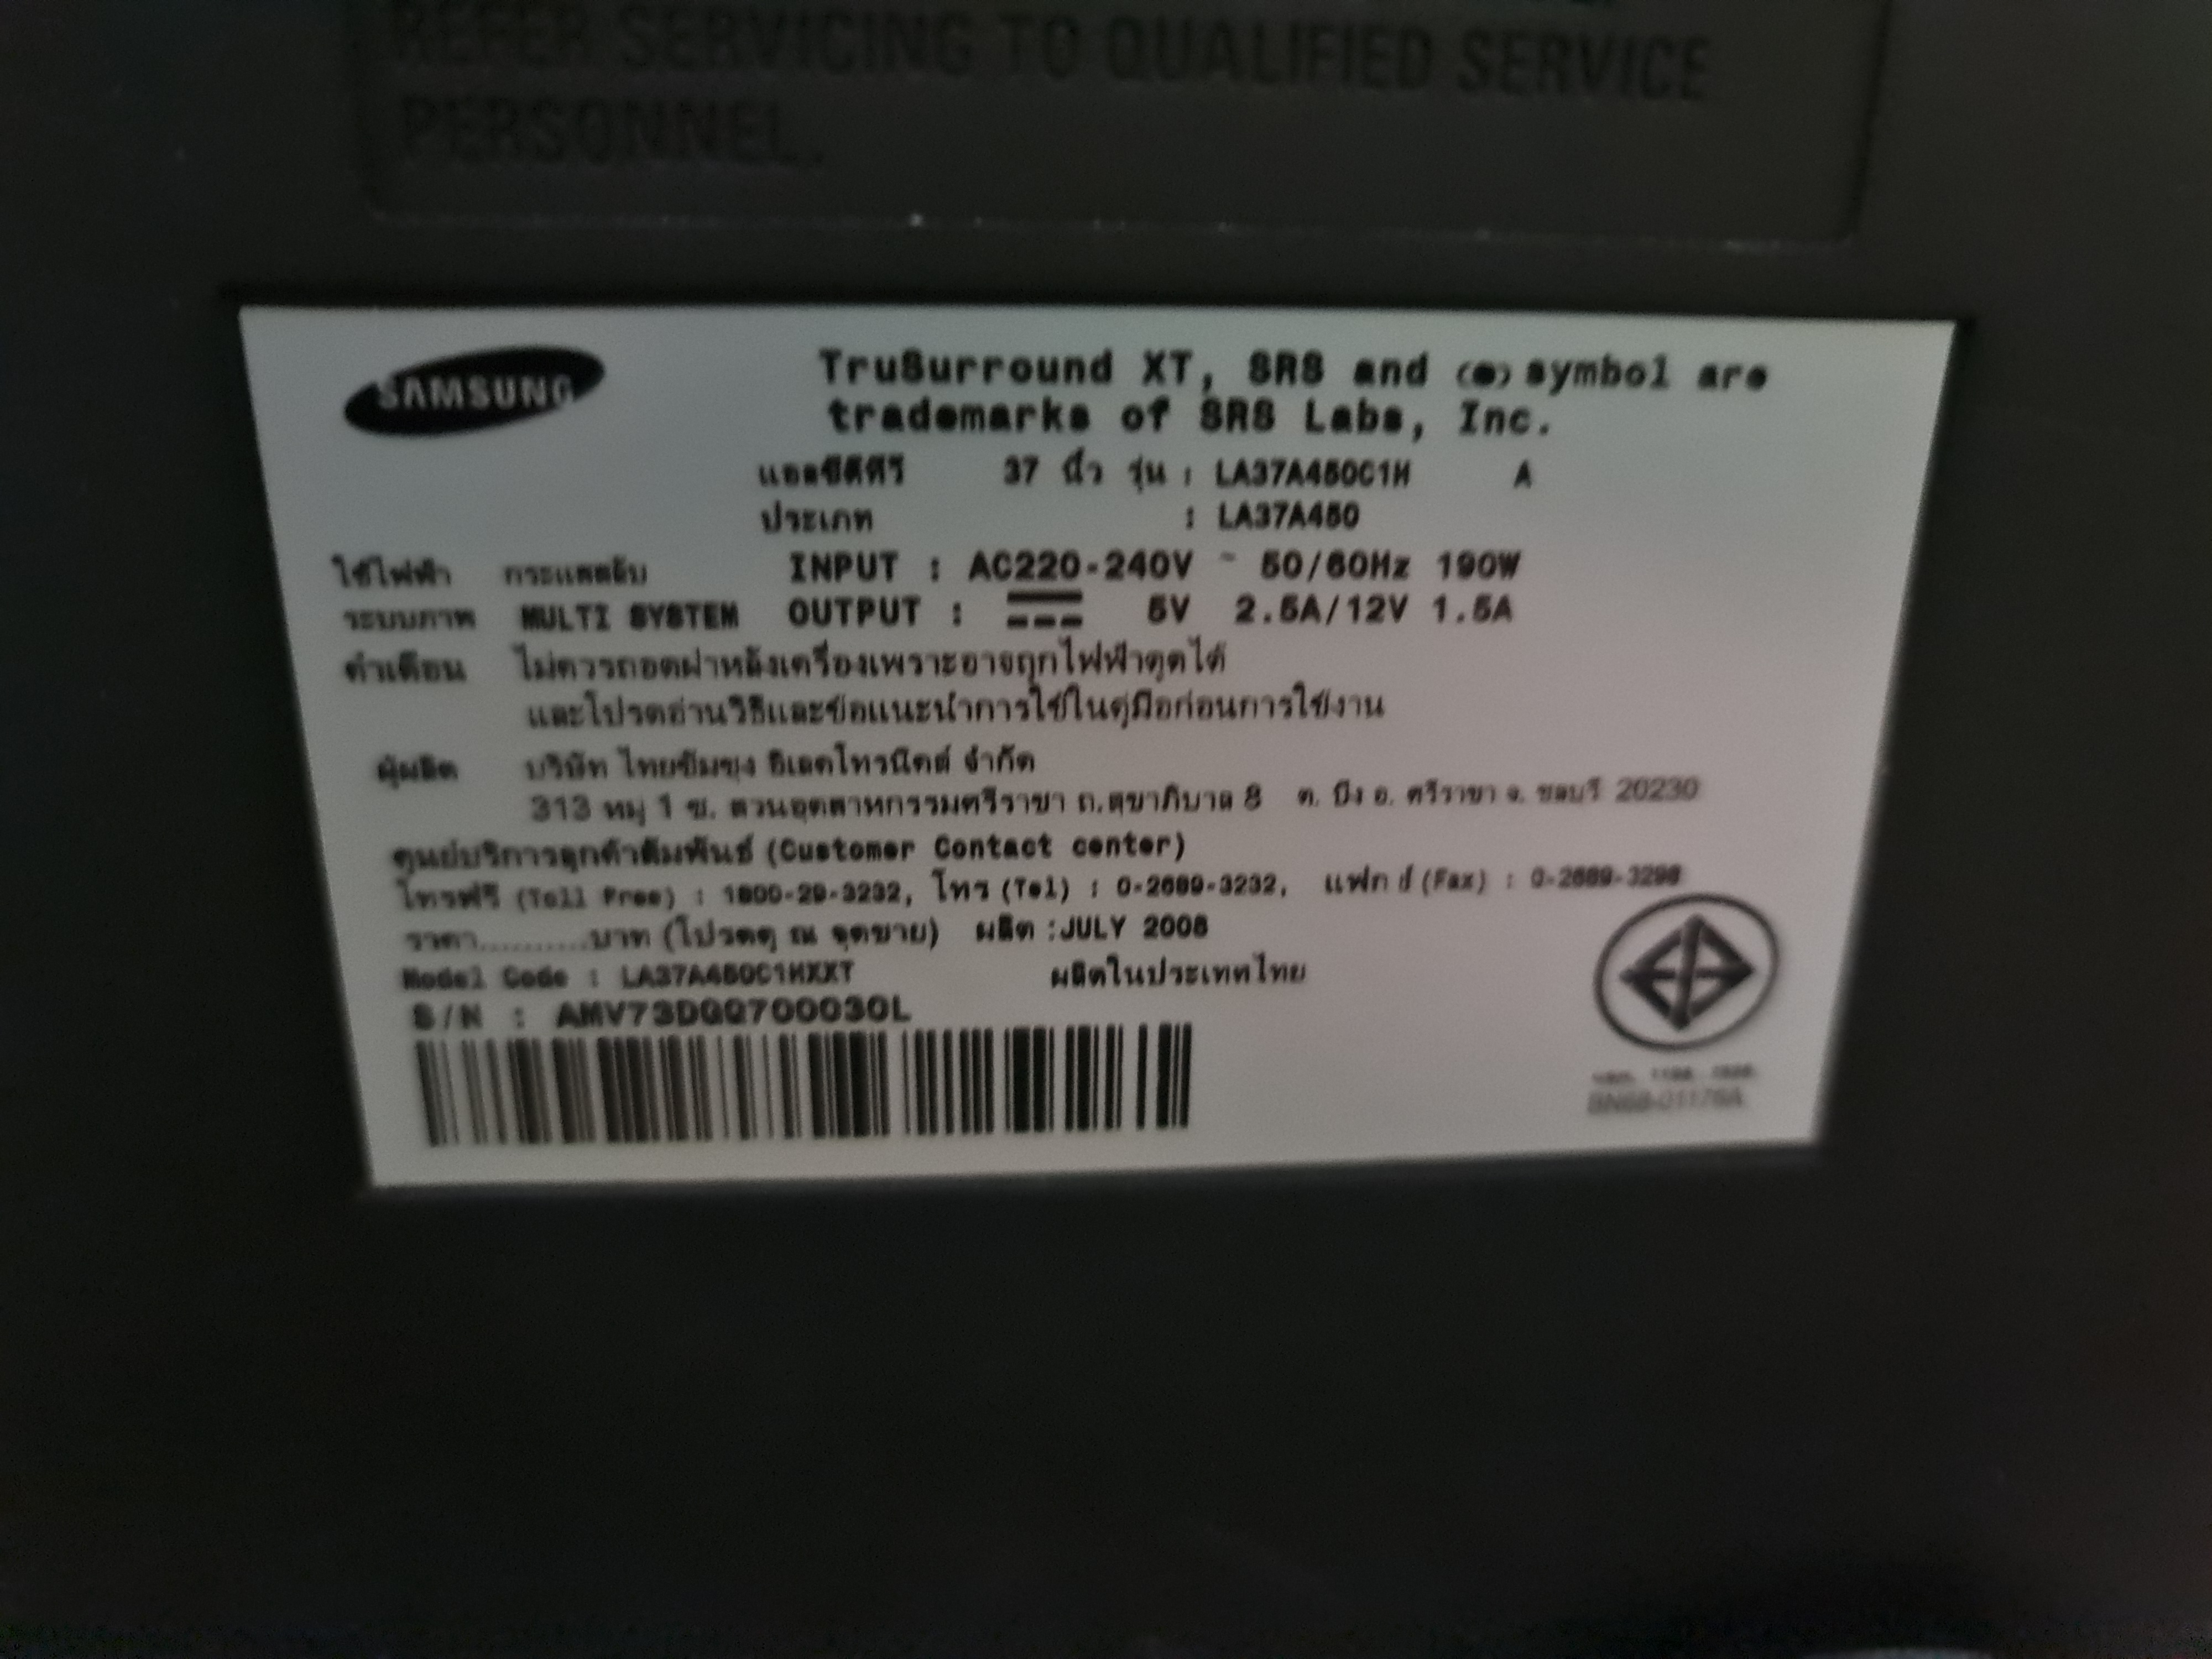 REFER SERVICING TO QUALIFIED SERVICE
PERSONNEL.
SAMSUNG
TruSurround XT, SRS and (●) symbol are
trademarks of SRS Labs, Inc.
แอลซีดีทีวี 37 นิ้ว รุ่น : LA37A450C1H A
ประเภท : LA37A450
ใช้ไฟฟ้า กระแสสลับ INPUT : AC220-240V ~ 50/60Hz 190W
ระบบภาพ MULTI SYSTEM OUTPUT : 5V 2.5A/12V 1.5A
คำเตือน ไม่ควรถอดฝาหลังเครื่องเพราะอาจถูกไฟฟ้าดูดได้
และโปรดอ่านวิธีและข้อแนะนำการใช้ในคู่มือก่อนการใช้งาน
ผู้ผลิต บริษัท ไทยซัมซุง อิเลคโทรนิคส์ จำกัด
313 หมู่ 1 ซ. สวนอุตสาหกรรมศรีราชา ถ.สุขาภิบาล 8 ต. บึง อ. ศรีราชา จ. ชลบุรี 20230
ศูนย์บริการลูกค้าสัมพันธ์ (Customer Contact center)
โทรฟรี (Toll Free) : 1800-29-3232, โทร (Tel) : 0-2689-3232, แฟกส์ (Fax) : 0-2689-3298
ราคา..........บาท (โปรดดู ณ จุดขาย) ผลิต :JULY 2008
Model Code : LA37A450C1HXXT ผลิตในประเทศไทย
S/N : AMV73DGQ700030L
BN68-01176A